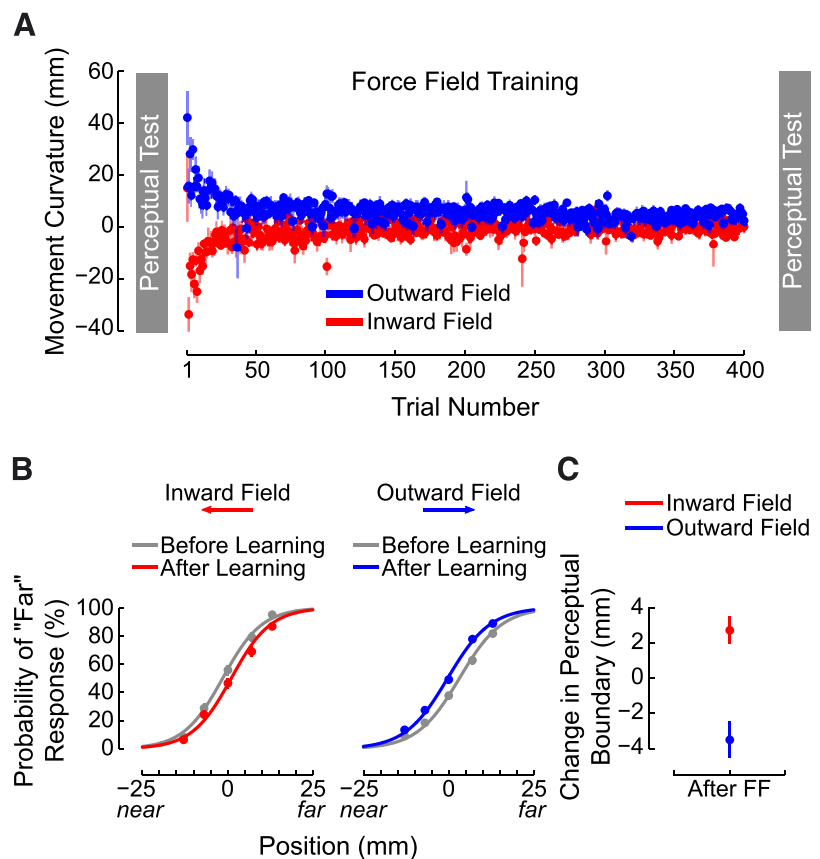 A
Movement Curvature (mm)
60
40
20
0
−20
−40
Perceptual Test
Force Field Training
Perceptual Test
Outward Field
Inward Field
1
50
100
150
200
250
300
350
400
Trial Number
B
Inward Field
Before Learning
After Learning
Outward Field
Before Learning
After Learning
Probability of "Far"
Response (%)
100
80
60
40
20
0
−25
near
0
25
far
−25
near
0
25
far
Position (mm)
C
Inward Field
Outward Field
Change in Perceptual
Boundary (mm)
4
2
0
−2
−4
After FF